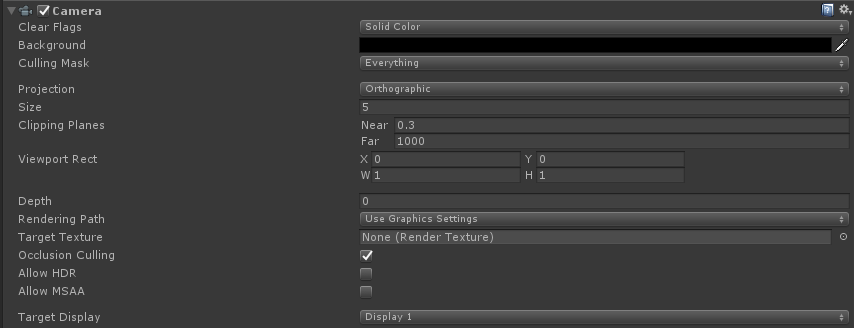 Camera
Clear Flags Solid Color
Background
Culling Mask Everything
Projection Orthographic
Size 5
Clipping Planes Near 0.3
Far 1000
Viewport Rect X 0 Y 0
W 1 H 1
Depth 0
Rendering Path Use Graphics Settings
Target Texture None (Render Texture)
Occlusion Culling
Allow HDR
Allow MSAA
Target Display Display 1